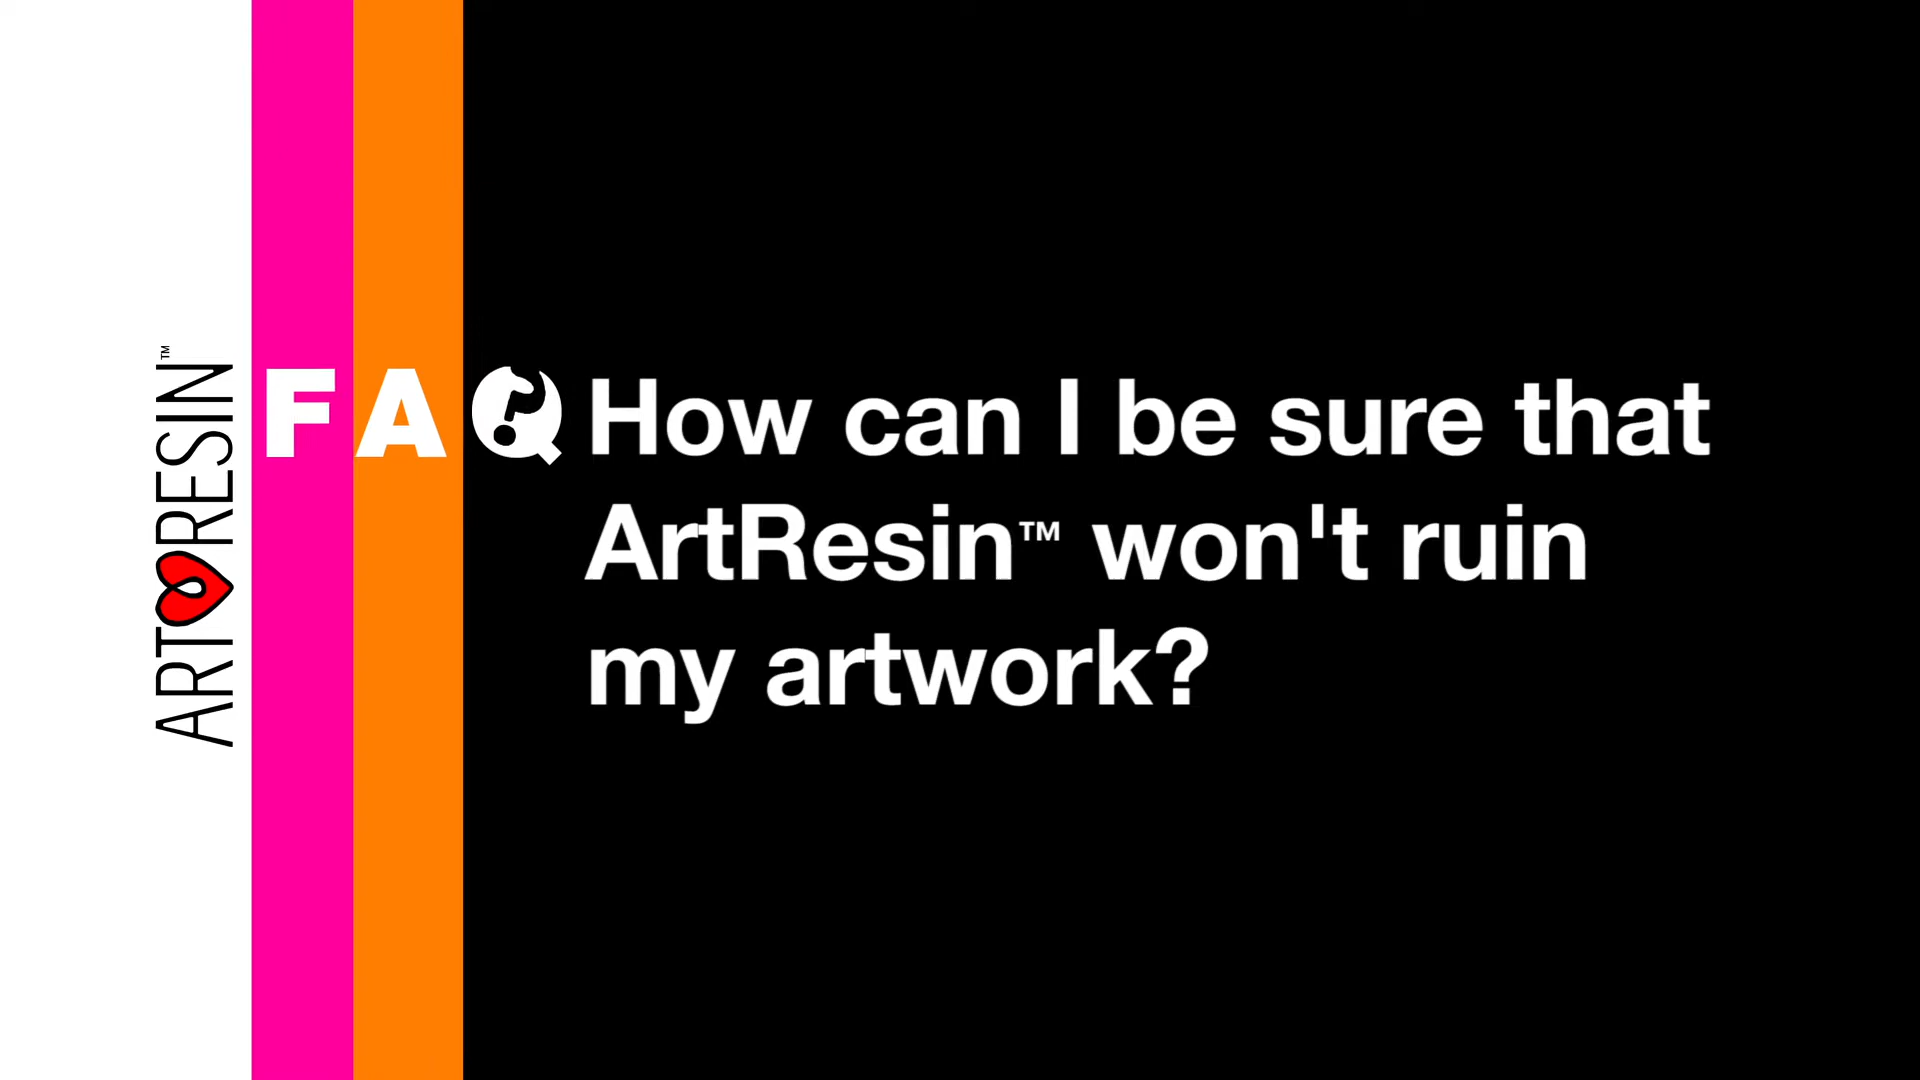 ARTRESIN™
FAQ
How can I be sure that
ArtResin™ won't ruin
my artwork?